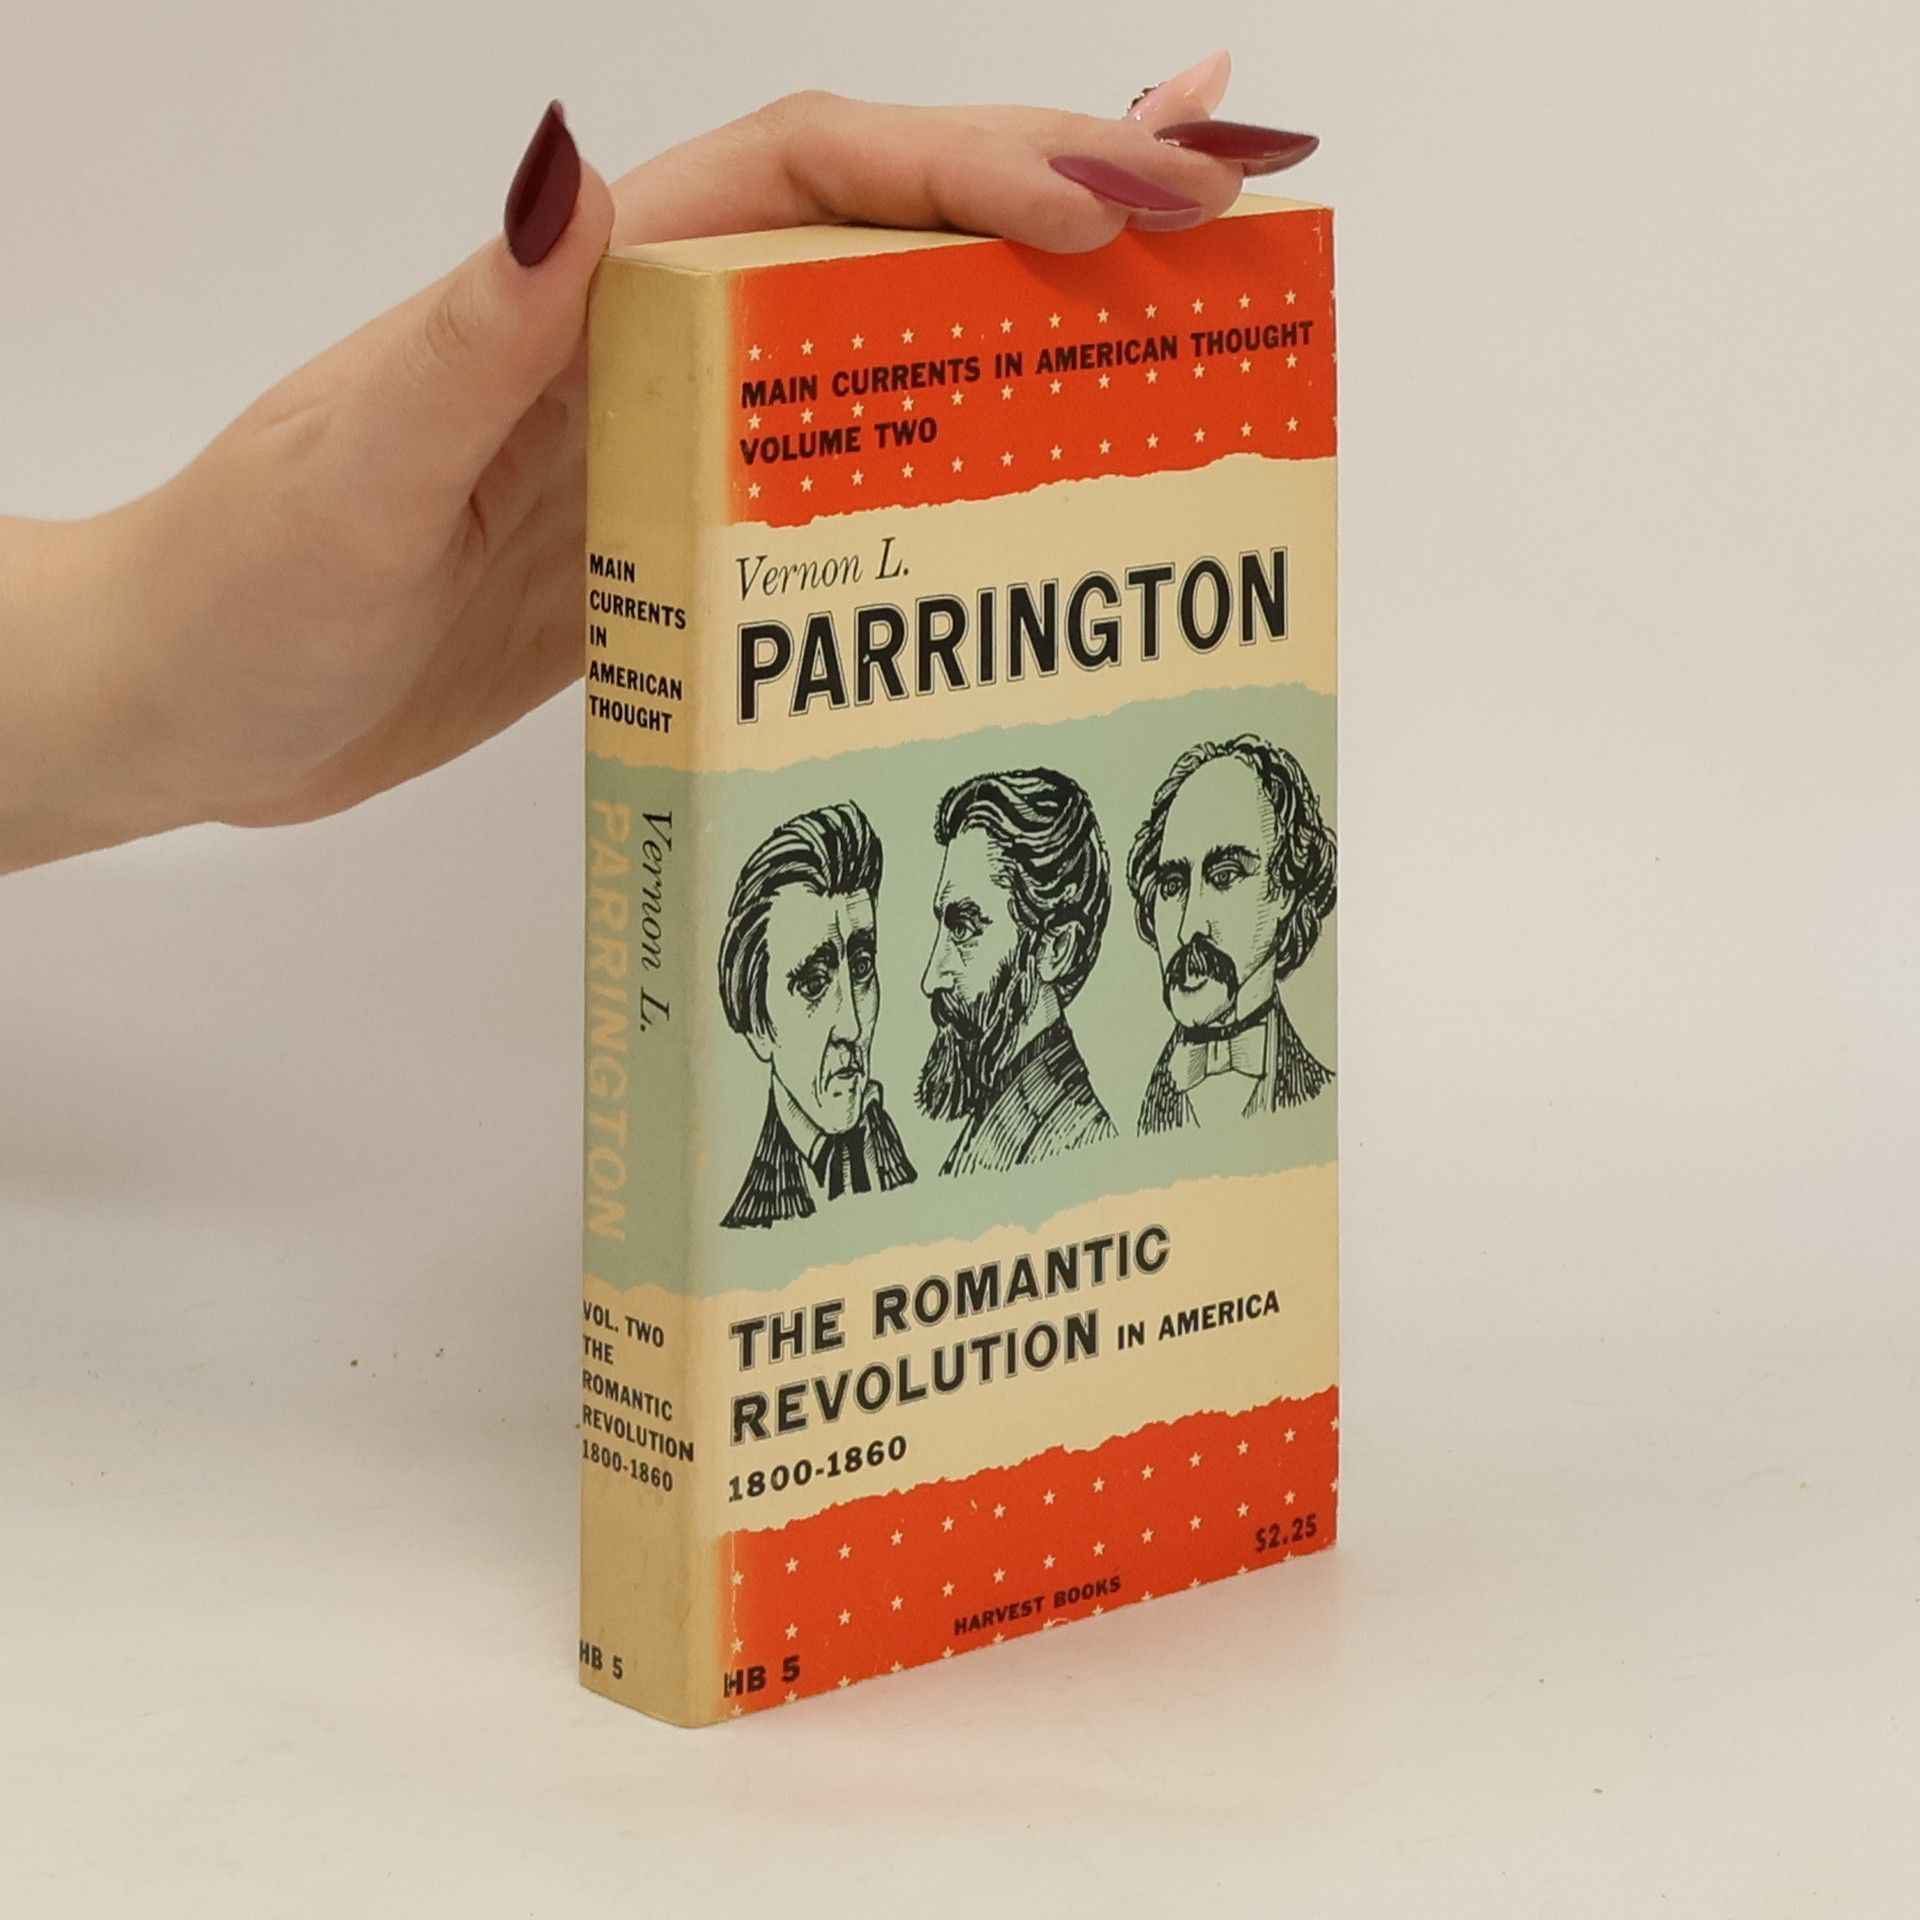 MAIN CURRENTS IN AMERICAN THOUGHT
VOLUME TWO
Vernon L.
PARRINGTON
THE ROMANTIC
REVOLUTION IN AMERICA
1800-1860
$2.25
HARVEST BOOKS
HB 5
MAIN
CURRENTS
IN
AMERICAN
THOUGHT
Vernon L.
PARRINGTON
VOL. TWO
THE
ROMANTIC
REVOLUTION
1800-1860
HB 5